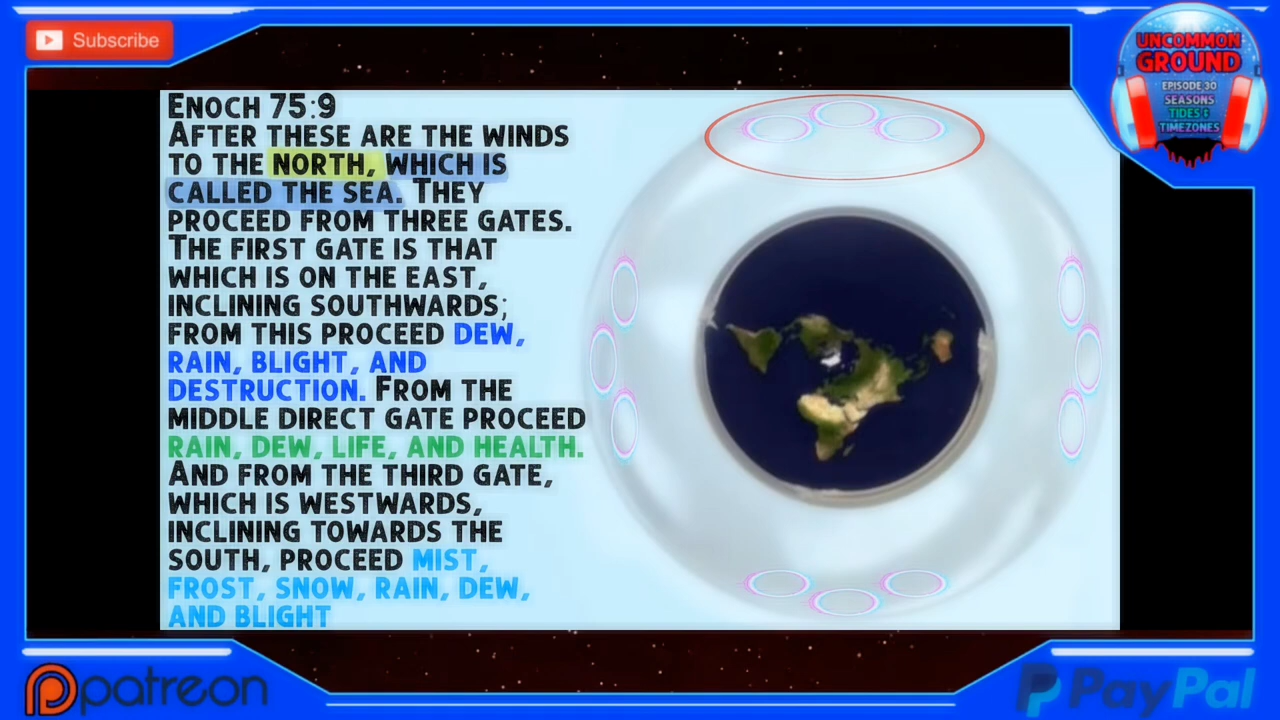 Subscribe
UNCOMMON
GROUND
EPISODE 30
SEASONS
TIDES &
TIMEZONES
ENOCH 75:9
AFTER THESE ARE THE WINDS
TO THE NORTH, WHICH IS
CALLED THE SEA. THEY
PROCEED FROM THREE GATES.
THE FIRST GATE IS THAT
WHICH IS ON THE EAST,
INCLINING SOUTHWARDS;
FROM THIS PROCEED DEW,
RAIN, BLIGHT, AND
DESTRUCTION. FROM THE
MIDDLE DIRECT GATE PROCEED
RAIN, DEW, LIFE, AND HEALTH.
AND FROM THE THIRD GATE,
WHICH IS WESTWARDS,
INCLINING TOWARDS THE
SOUTH, PROCEED MIST,
FROST, SNOW, RAIN, DEW,
AND BLIGHT
patreon
PayPal